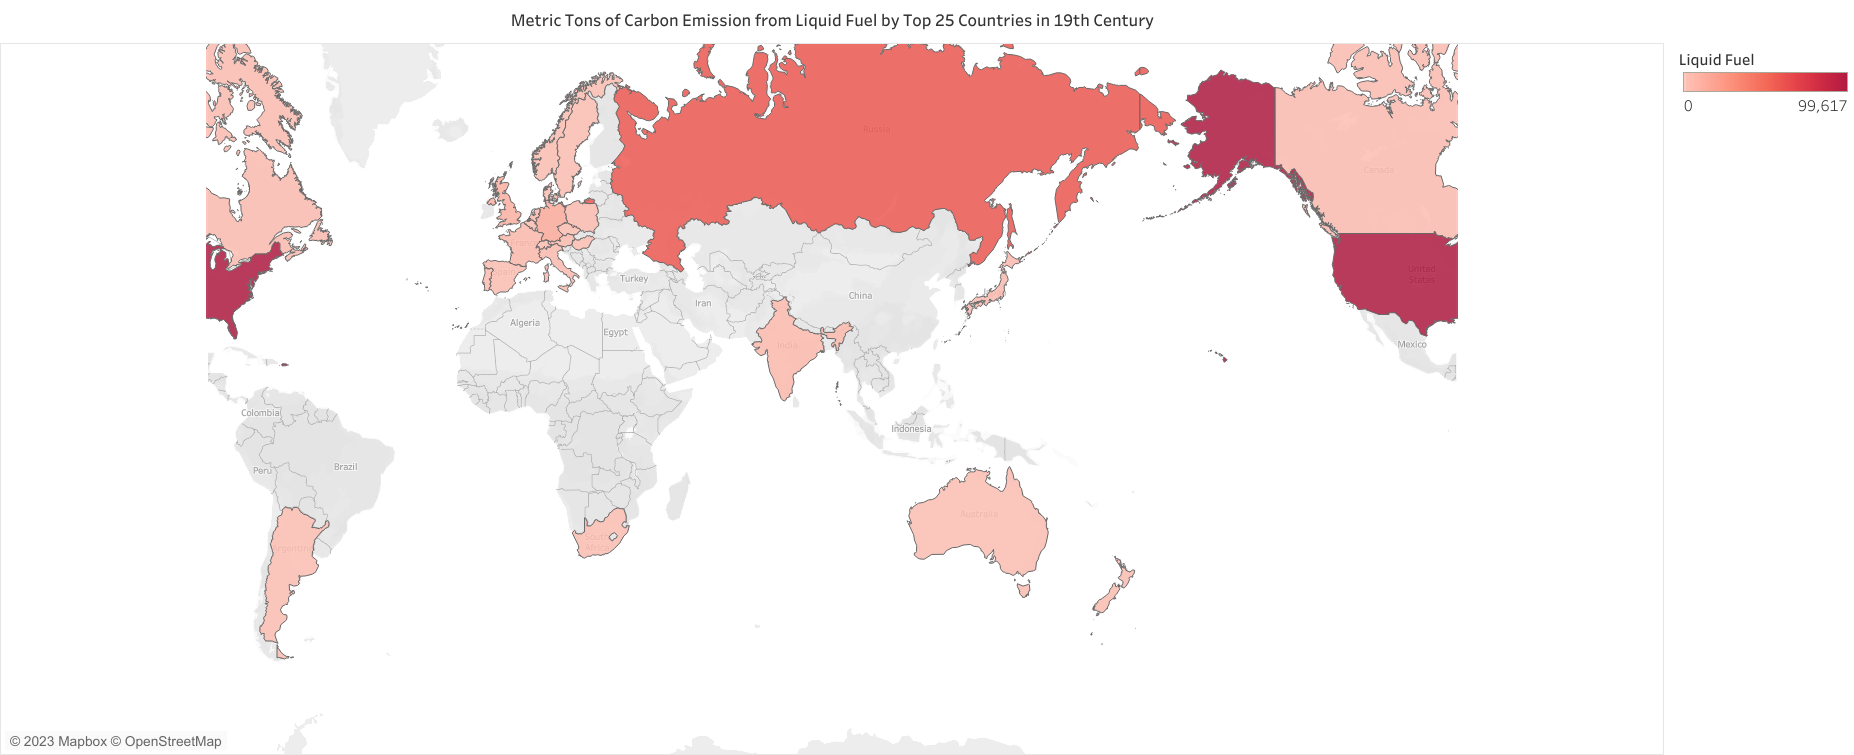 Metric Tons of Carbon Emission from Liquid Fuel by Top 25 Countries in 19th Century
Liquid Fuel
0
99,617
Russia
Canada
France
Spain
United
States
Turkey
China
Iran
Algeria
Egypt
India
Mexico
Colombia
Indonesia
Peru
Brazil
Australia
South
Africa
Argentina
© 2023 Mapbox © OpenStreetMap